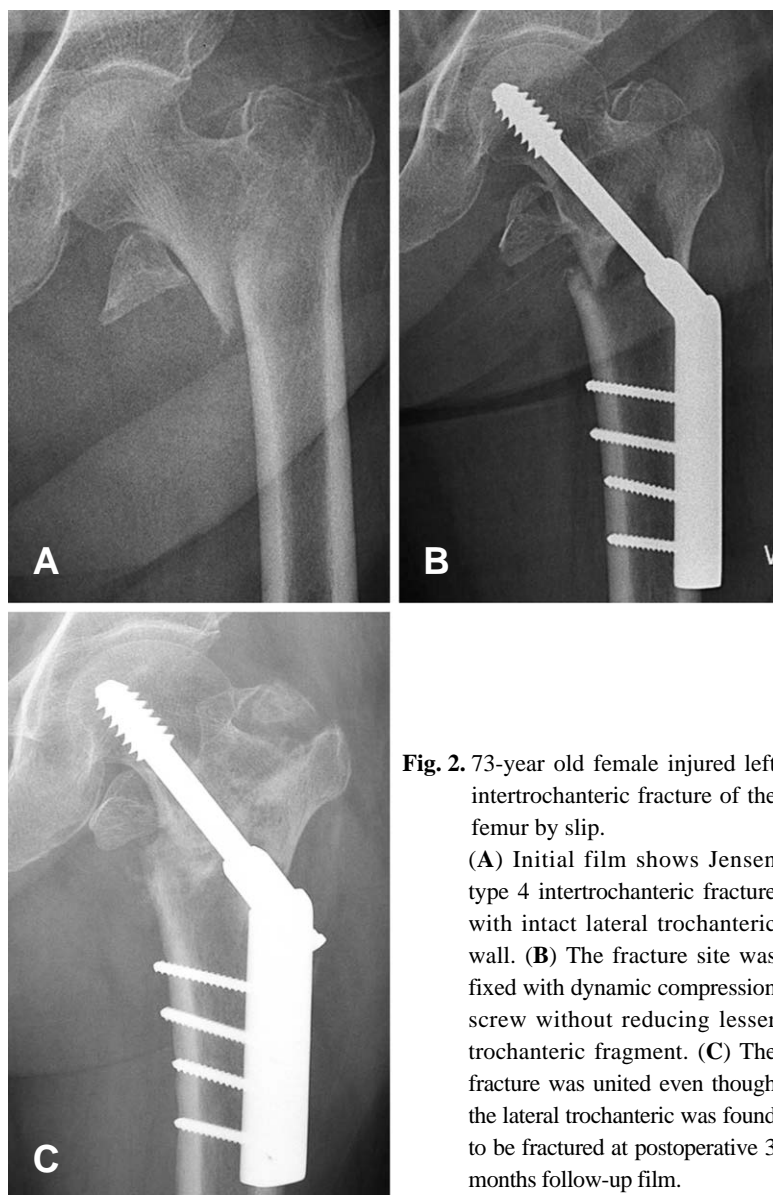 A
B
V
C
Fig. 2. 73-year old female injured left
intertrochanteric fracture of the
femur by slip.
(A) Initial film shows Jensen
type 4 intertrochanteric fracture
with intact lateral trochanteric
wall. (B) The fracture site was
fixed with dynamic compression
screw without reducing lesser
trochanteric fragment. (C) The
fracture was united even though
the lateral trochanteric was found
to be fractured at postoperative 3
months follow-up film.